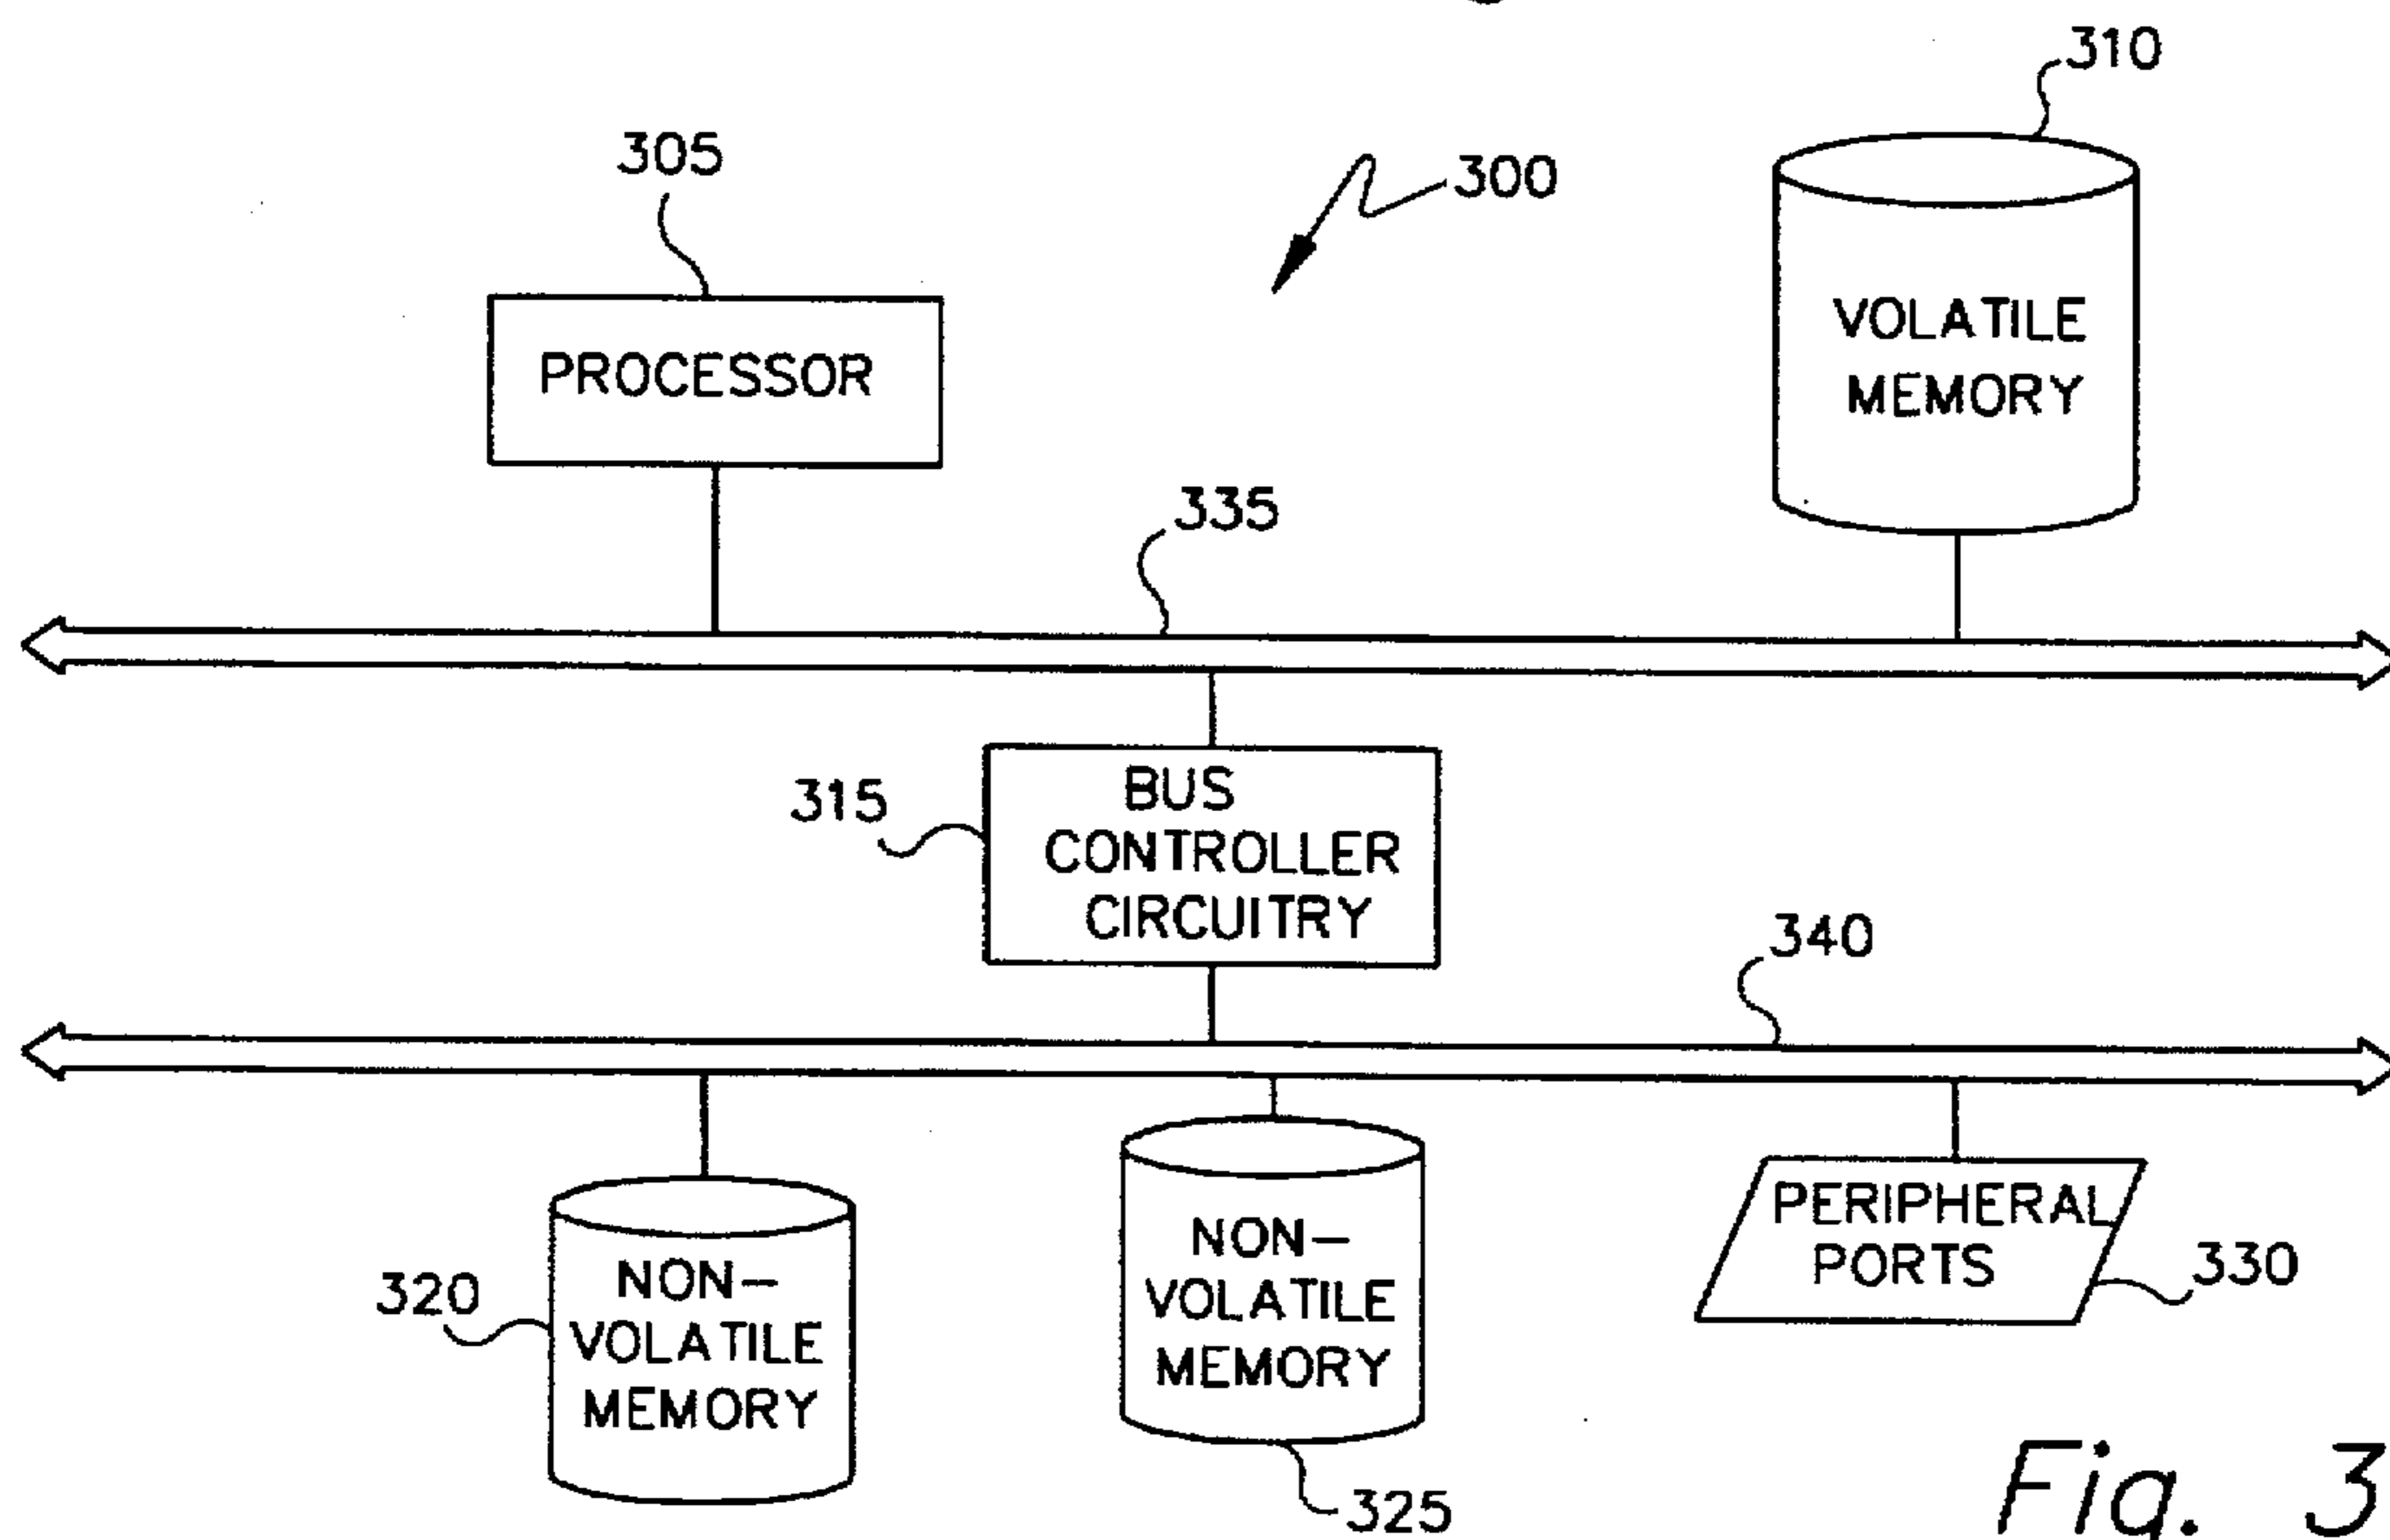 310
305
300
VOLATILE
MEMORY
PROCESSOR
335
BUS
CONTROLLER
CIRCUITRY
315
340
NON-
VOLATILE
MEMORY
320
NON-
VOLATILE
MEMORY
325
PERIPHERAL
PORTS
330
Fig. 3